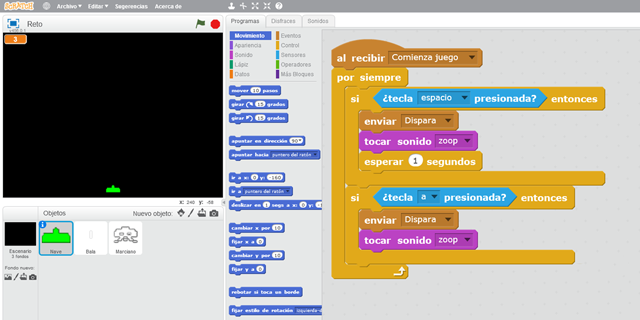 SCRATCH
Archivo▼
Editar▼
Sugerencias
Acerca de
Reto
v426.0.1
3
x: 240 y: -58
Objetos
Nuevo objeto:
Escenario
Nave
Bala
Marciano
Fondo nuevo:
Programas
Disfraces
Sonidos
Movimiento
Eventos
Apariencia
Control
Sonido
Sensores
Lápiz
Operadores
Datos
Más Bloques
mover 10 pasos
girar 15 grados
girar 15 grados
apuntar en dirección 90▼
apuntar hacia puntero del ratón
ir a x: 0 y: -160
ir a puntero del ratón
deslizar en 1 segs a x: 0 y:
cambiar x por 10
fijar x a 0
cambiar y por 10
fijar y a 0
rebotar si toca un borde
fijar estilo de rotación izquierda-d
al recibir Comienza juego
por siempre
si ¿tecla espacio presionada? entonces
enviar Dispara
tocar sonido zoop
esperar 1 segundos
si ¿tecla a presionada? entonces
enviar Dispara
tocar sonido zoop